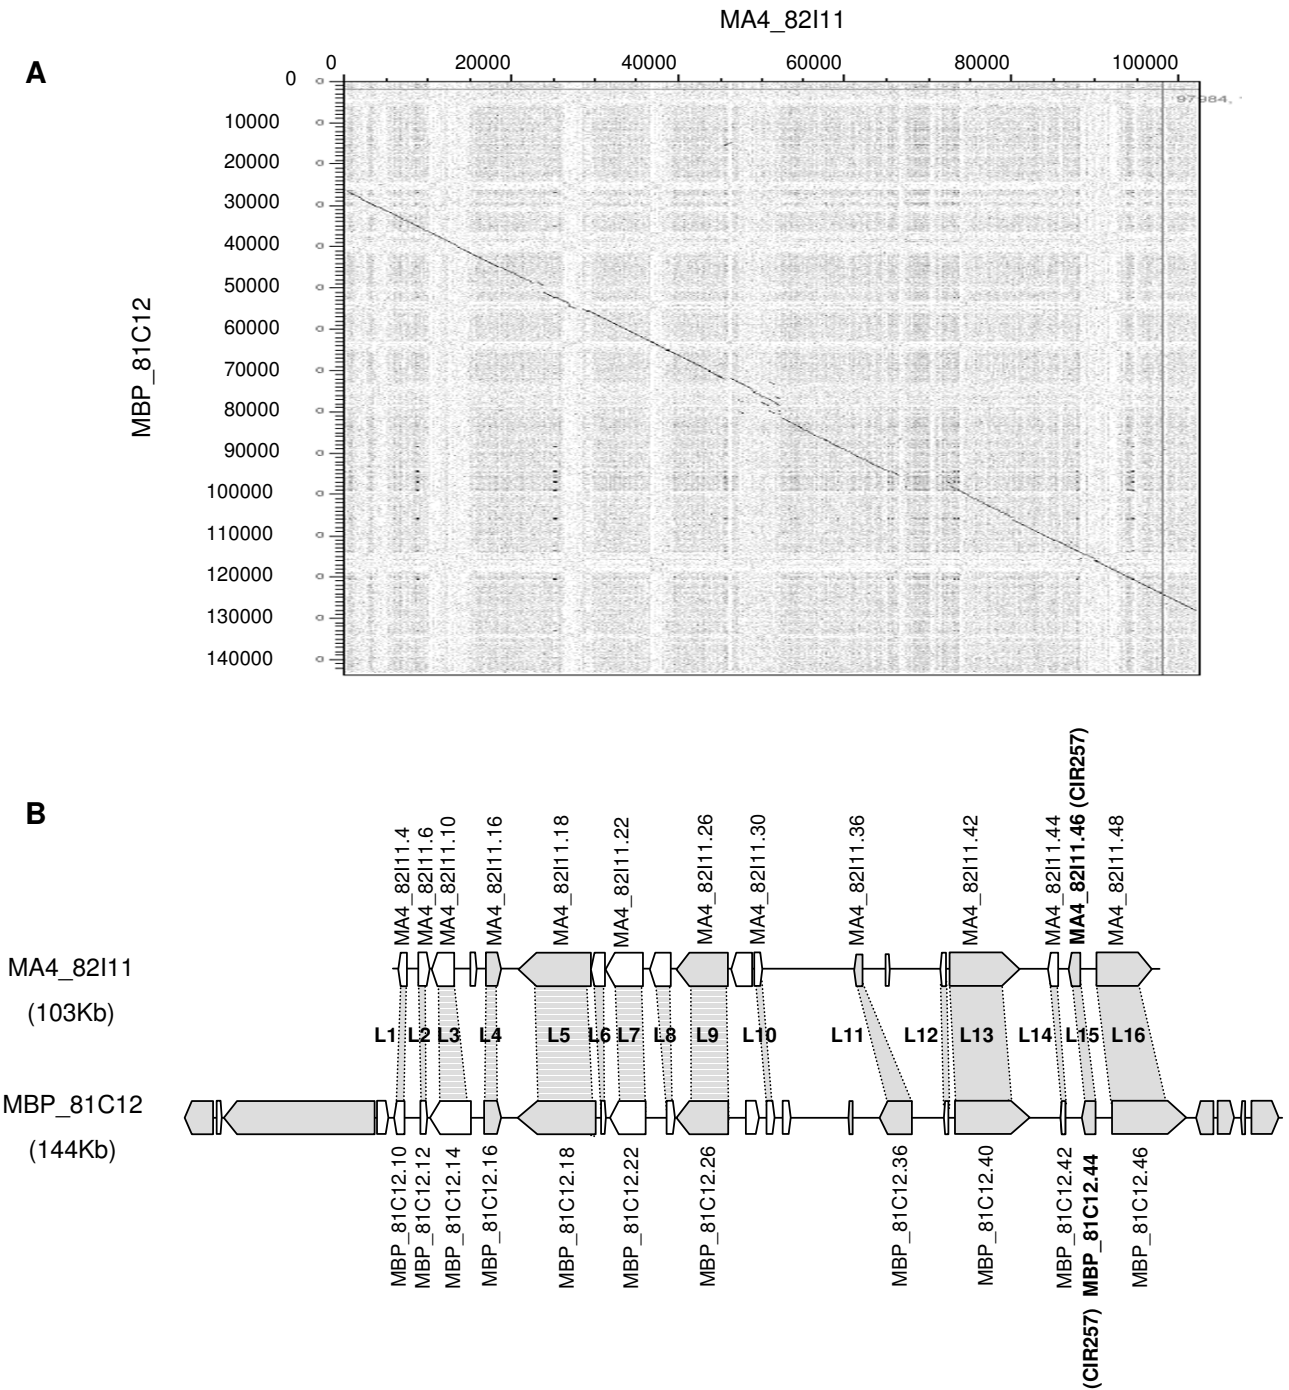 MA4_82I11
A
0 20000 40000 60000 80000 100000
0
97984.
10000
20000
30000
40000
50000
60000
70000
80000
90000
100000
110000
120000
130000
140000
MBP_81C12
B
MA4_82I11.4
MA4_82I11.6
MA4_82I11.10
MA4_82I11.16
MA4_82I11.18
MA4_82I11.22
MA4_82I11.26
MA4_82I11.30
MA4_82I11.36
MA4_82I11.42
MA4_82I11.44
MA4_82I11.46 (CIR257)
MA4_82I11.48
MA4_82I11
(103Kb)
L1 L2 L3 L4 L5 L6 L7 L8 L9 L10 L11 L12 L13 L14 L15 L16
MBP_81C12
(144Kb)
MBP_81C12.10
MBP_81C12.12
MBP_81C12.14
MBP_81C12.16
MBP_81C12.18
MBP_81C12.22
MBP_81C12.26
MBP_81C12.36
MBP_81C12.40
MBP_81C12.42
(CIR257) MBP_81C12.44
MBP_81C12.46